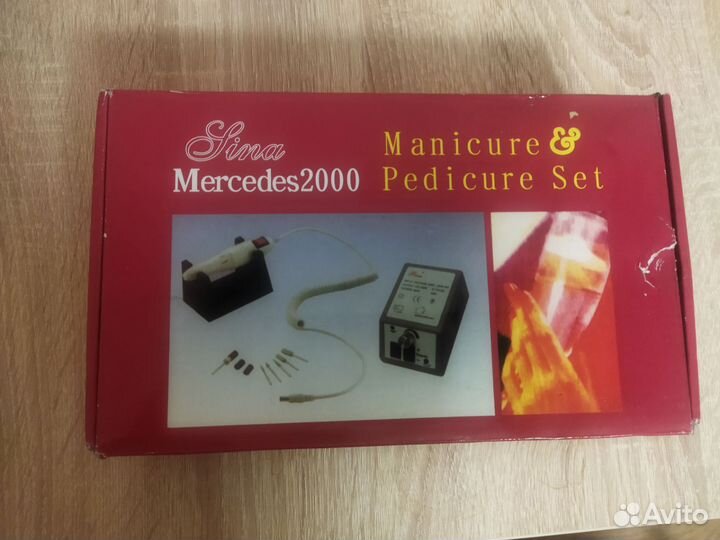 Sina
Mercedes2000
Manicure &
Pedicure Set
Avito